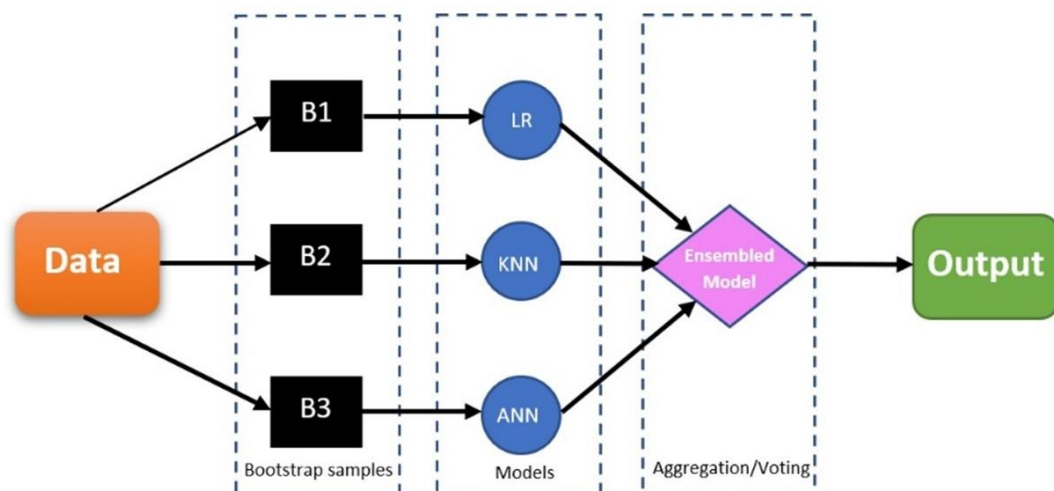 Data
B1
B2
B3
Bootstrap samples
LR
KNN
ANN
Models
Ensembled
Model
Aggregation/Voting
Output